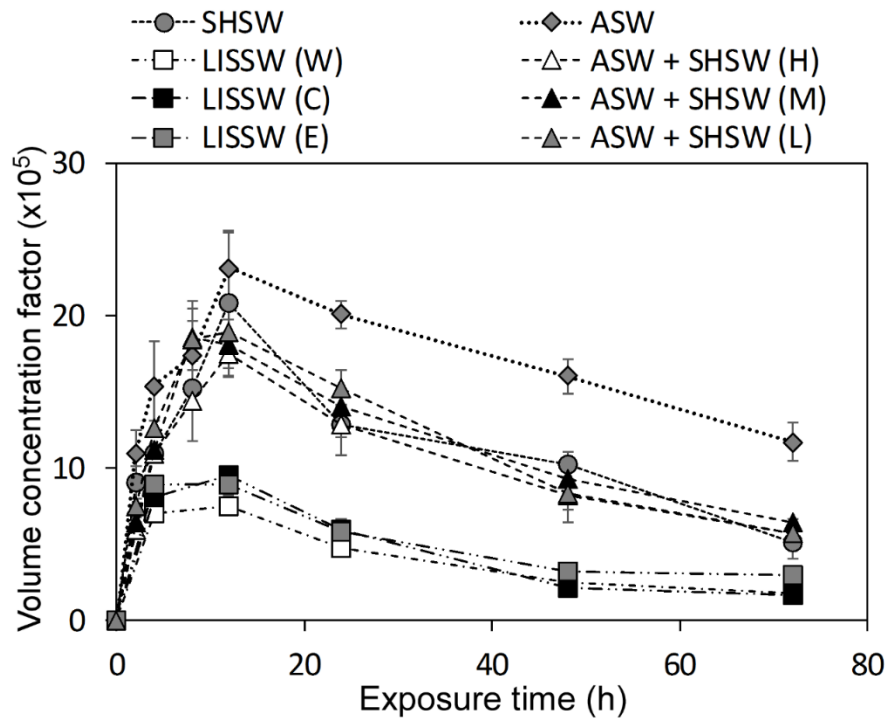 SHSW ASW
LISSW (W) ASW + SHSW (H)
LISSW (C) ASW + SHSW (M)
LISSW (E) ASW + SHSW (L)
Volume concentration factor (x10⁵)
30
20
10
0
0 20 40 60 80
Exposure time (h)